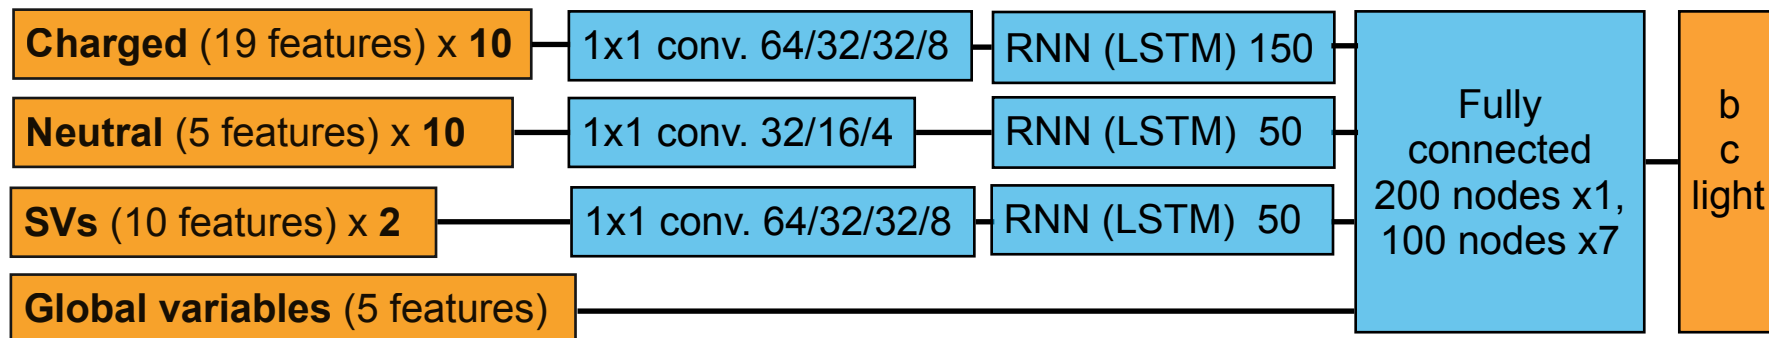 Charged (19 features) x 10
1x1 conv. 64/32/32/8
RNN (LSTM) 150
Neutral (5 features) x 10
1x1 conv. 32/16/4
RNN (LSTM) 50
SVs (10 features) x 2
1x1 conv. 64/32/32/8
RNN (LSTM) 50
Global variables (5 features)
Fully
connected
200 nodes x1,
100 nodes x7
b
c
light